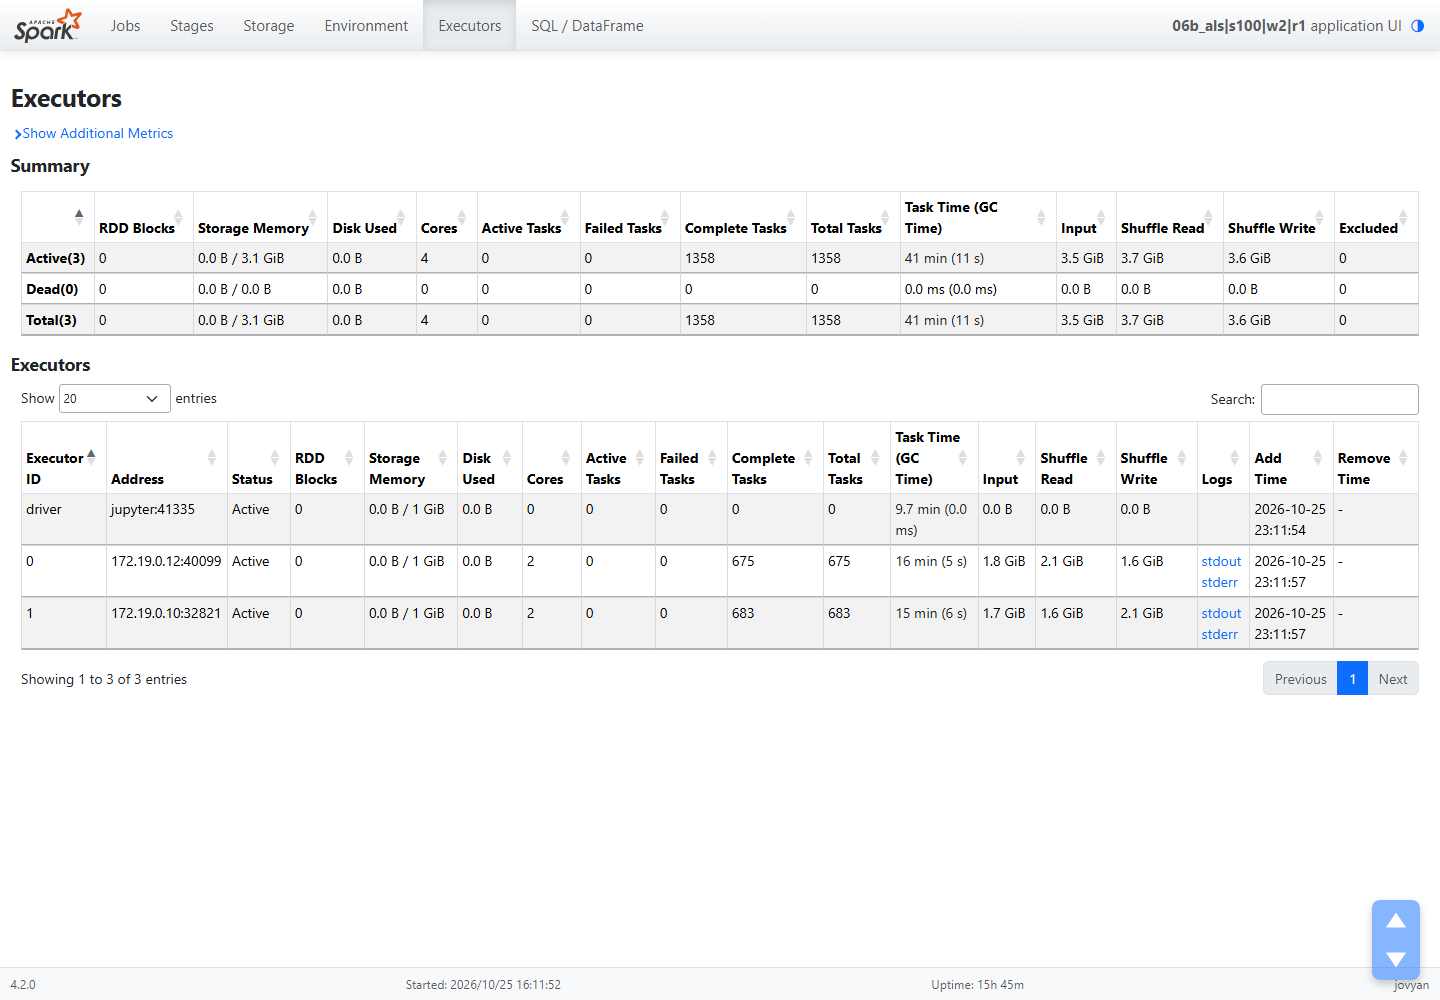 APACHE Spark Jobs Stages Storage Environment Executors SQL / DataFrame 06b_als|s100|w2|r1 application UI
Executors
Show Additional Metrics
Summary
RDD Blocks Storage Memory Disk Used Cores Active Tasks Failed Tasks Complete Tasks Total Tasks Task Time (GC Time) Input Shuffle Read Shuffle Write Excluded
Active(3) 0 0.0 B / 3.1 GiB 0.0 B 4 0 0 1358 1358 41 min (11 s) 3.5 GiB 3.7 GiB 3.6 GiB 0
Dead(0) 0 0.0 B / 0.0 B 0.0 B 0 0 0 0 0 0.0 ms (0.0 ms) 0.0 B 0.0 B 0.0 B 0
Total(3) 0 0.0 B / 3.1 GiB 0.0 B 4 0 0 1358 1358 41 min (11 s) 3.5 GiB 3.7 GiB 3.6 GiB 0
Executors
Show 20 entries Search:
Executor ID Address Status RDD Blocks Storage Memory Disk Used Cores Active Tasks Failed Tasks Complete Tasks Total Tasks Task Time (GC Time) Input Shuffle Read Shuffle Write Logs Add Time Remove Time
driver jupyter:41335 Active 0 0.0 B / 1 GiB 0.0 B 0 0 0 0 0 9.7 min (0.0 ms) 0.0 B 0.0 B 0.0 B 2026-10-25 23:11:54 -
0 172.19.0.12:40099 Active 0 0.0 B / 1 GiB 0.0 B 2 0 0 675 675 16 min (5 s) 1.8 GiB 2.1 GiB 1.6 GiB stdout stderr 2026-10-25 23:11:57 -
1 172.19.0.10:32821 Active 0 0.0 B / 1 GiB 0.0 B 2 0 0 683 683 15 min (6 s) 1.7 GiB 1.6 GiB 2.1 GiB stdout stderr 2026-10-25 23:11:57 -
Showing 1 to 3 of 3 entries Previous 1 Next
4.2.0 Started: 2026/10/25 16:11:52 Uptime: 15h 45m jovyan